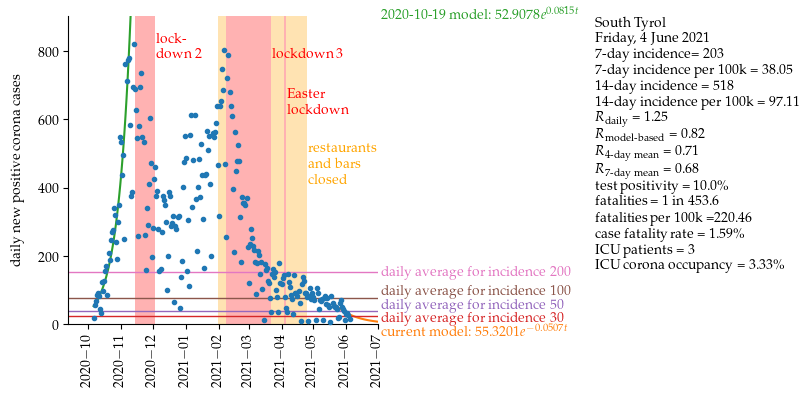 2020-10-19 model: 52.9078e^0.0815t
South Tyrol
Friday, 4 June 2021
7-day incidence= 203
7-day incidence per 100k = 38.05
14-day incidence = 518
14-day incidence per 100k = 97.11
R_daily = 1.25
R_model-based = 0.82
R_4-day mean = 0.71
R_7-day mean = 0.68
test positivity = 10.0%
fatalities = 1 in 453.6
fatalities per 100k =220.46
case fatality rate = 1.59%
ICU patients = 3
ICU corona occupancy = 3.33%
daily new positive corona cases
800
600
400
200
0
lock-
down 2
lockdown 3
Easter
lockdown
restaurants
and bars
closed
daily average for incidence 200
daily average for incidence 100
daily average for incidence 50
daily average for incidence 30
current model: 55.3201e^−0.0507t
2020−10
2020−11
2020−12
2021−01
2021−02
2021−03
2021−04
2021−05
2021−06
2021−07